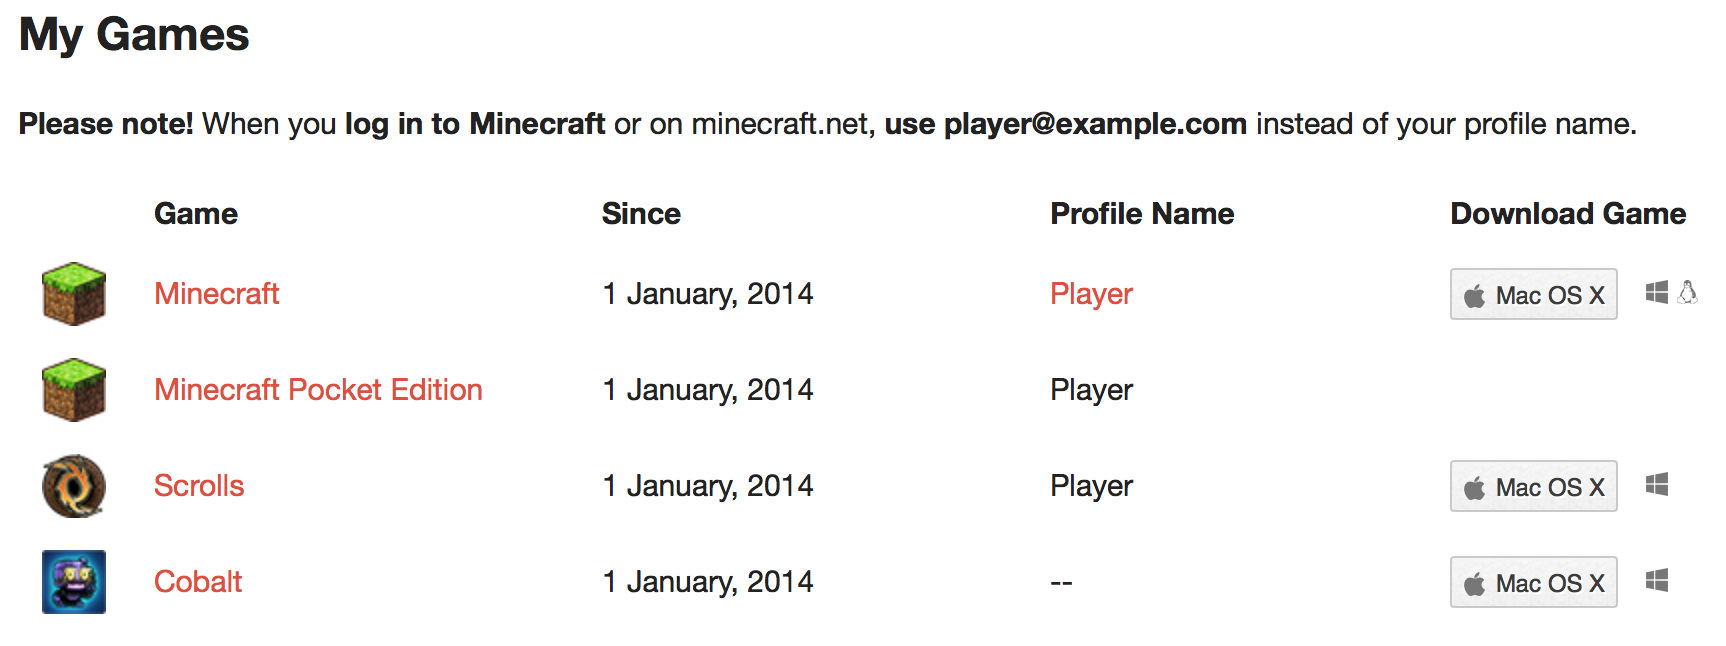 My Games
Please note! When you log in to Minecraft or on minecraft.net, use player@example.com instead of your profile name.
Game Since Profile Name Download Game
Minecraft 1 January, 2014 Player Mac OS X
Minecraft Pocket Edition 1 January, 2014 Player
Scrolls 1 January, 2014 Player Mac OS X
Cobalt 1 January, 2014 -- Mac OS X